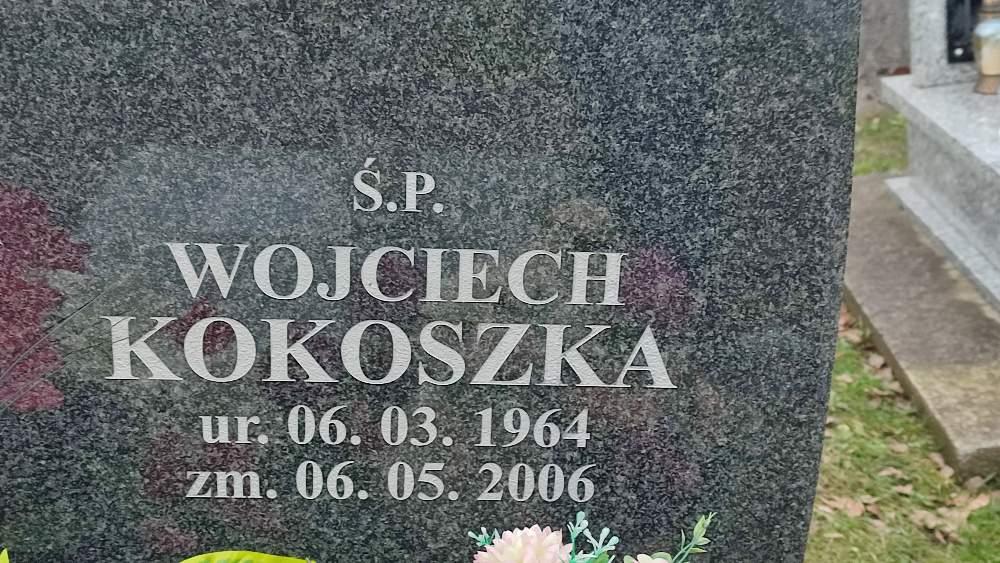 Ś.P.
WOJCIECH
KOKOSZKA
ur. 06. 03. 1964
zm. 06. 05. 2006